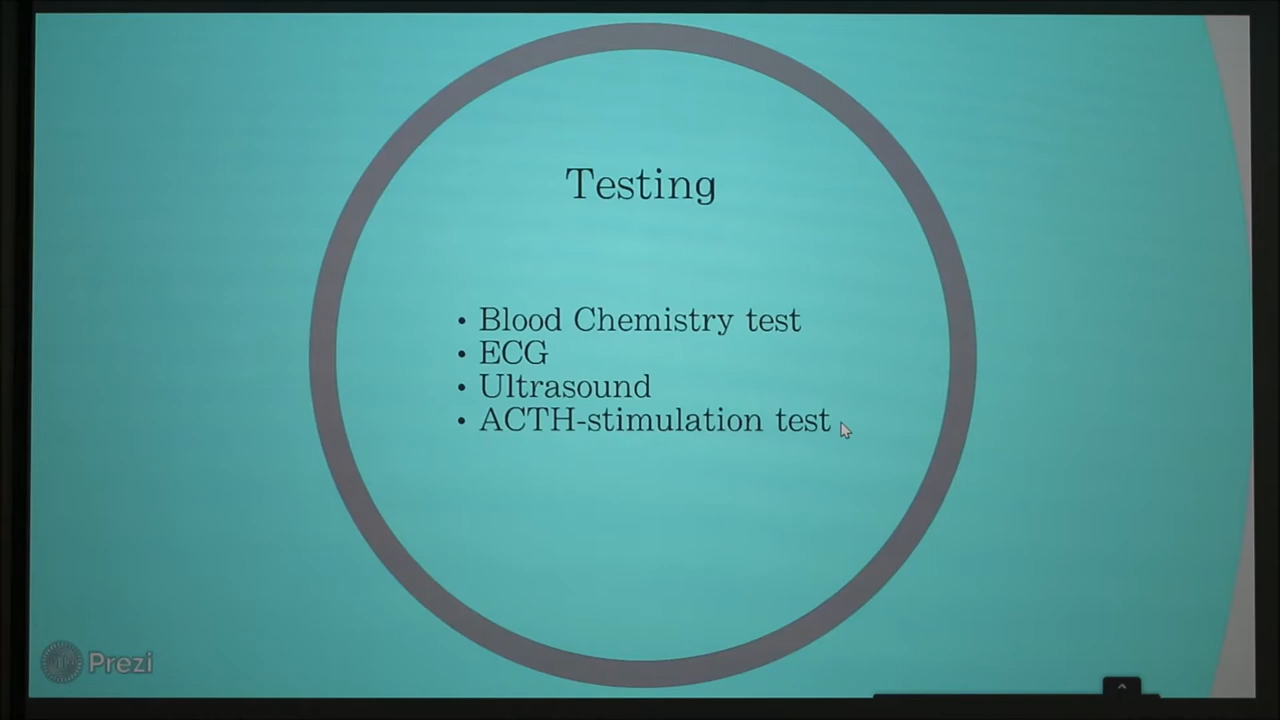 Testing
• Blood Chemistry test
• ECG
• Ultrasound
• ACTH-stimulation test
Prezi